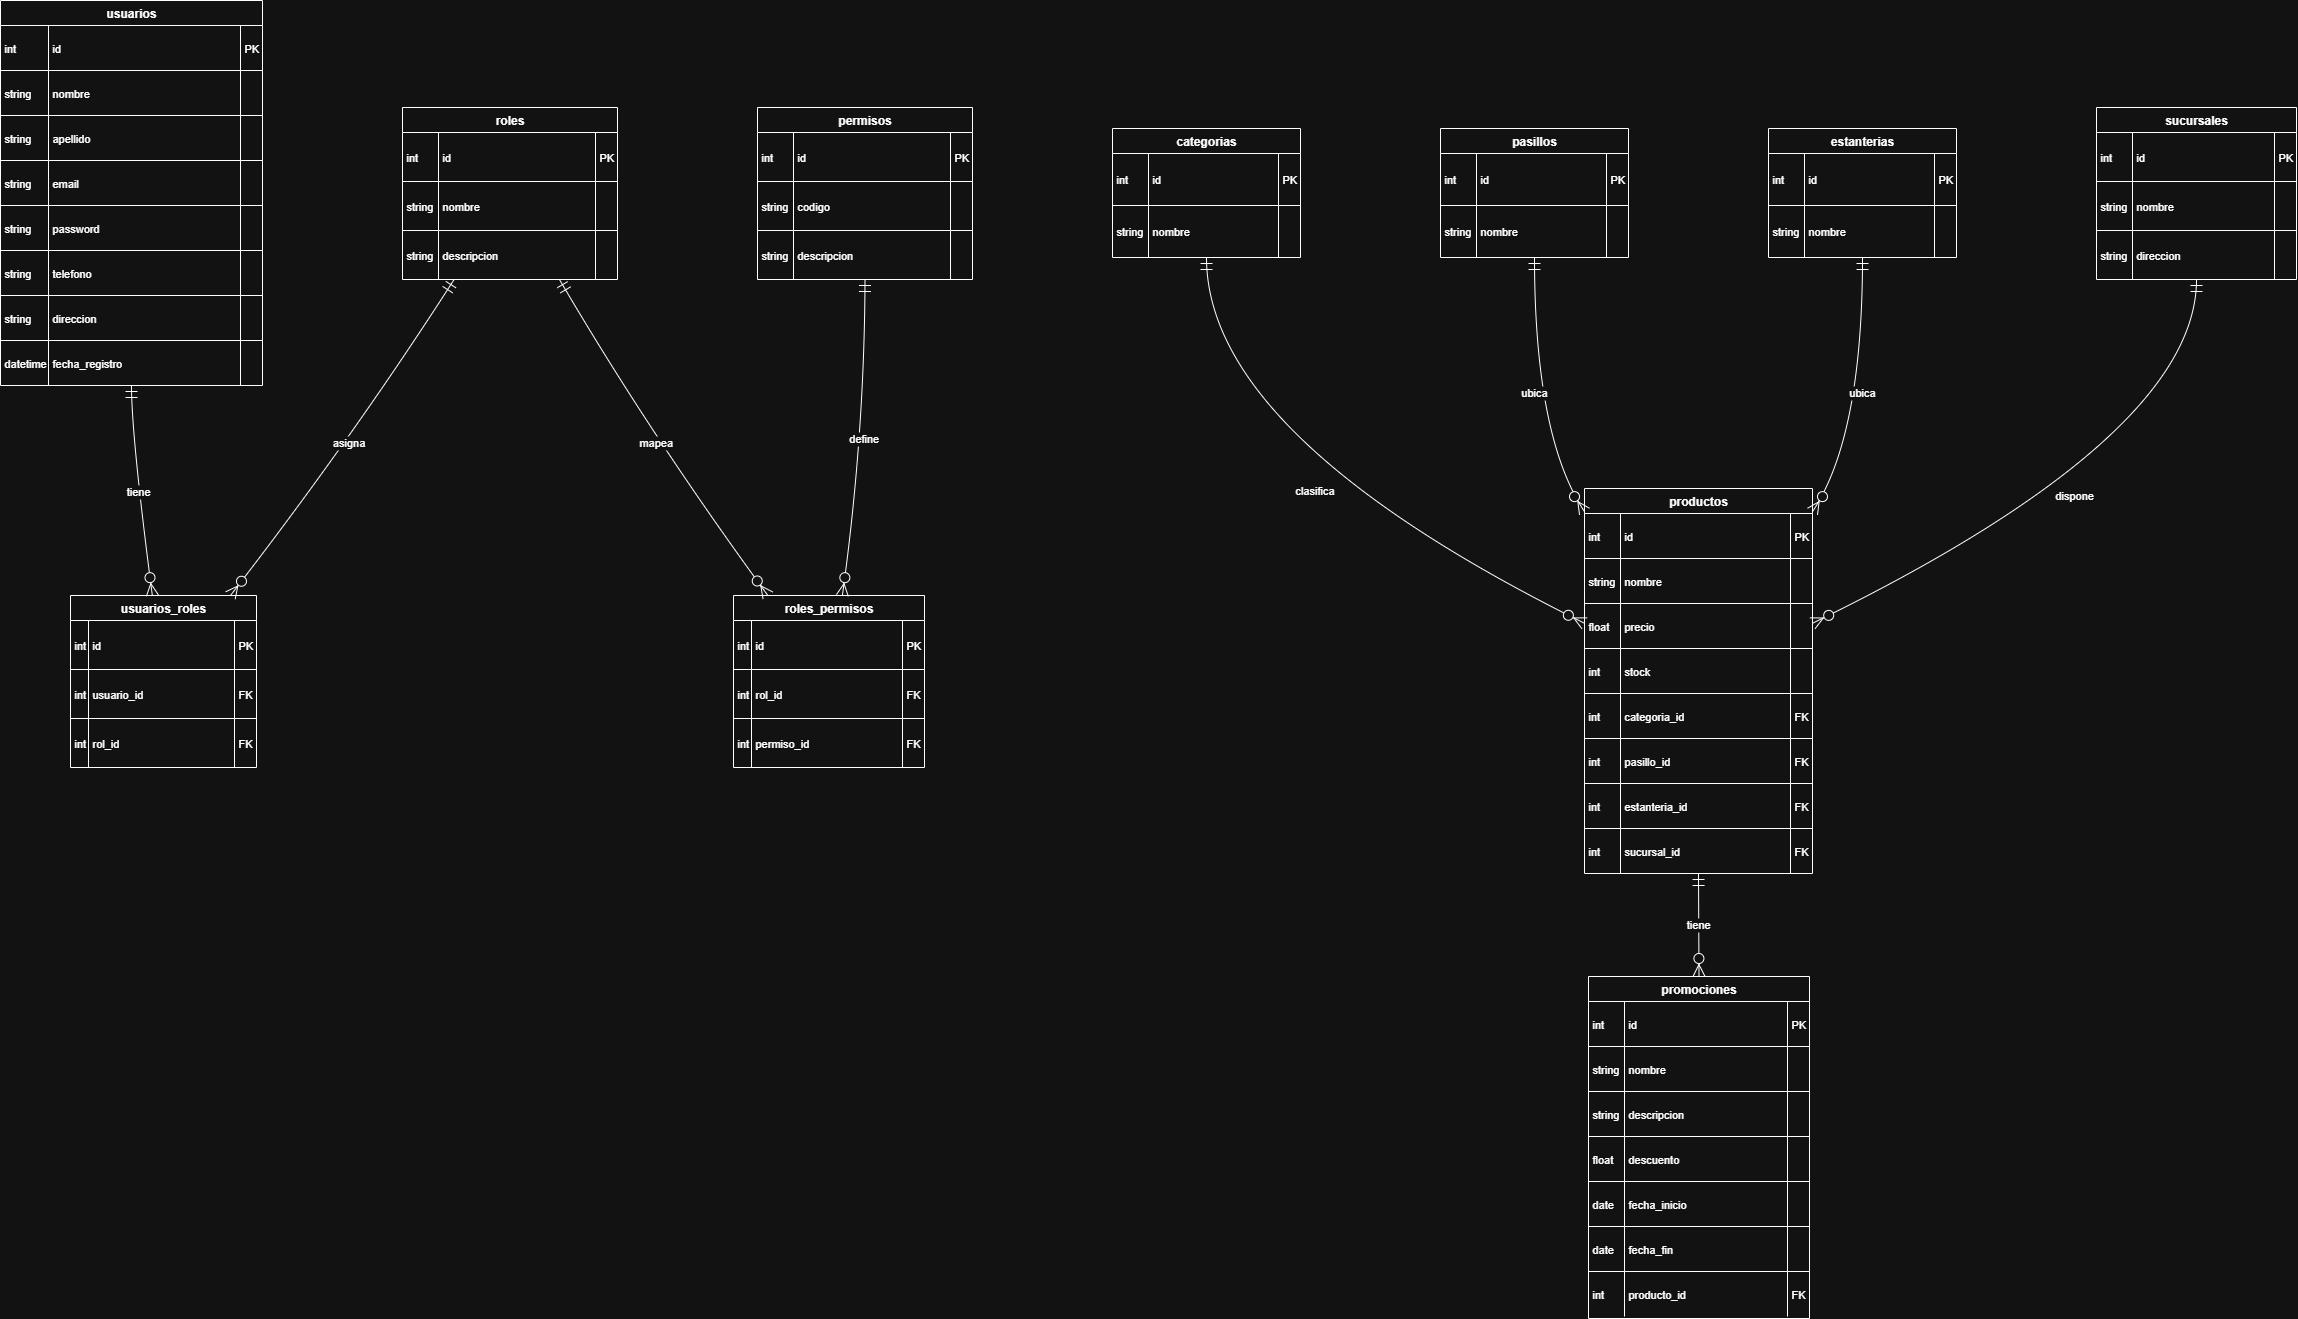 usuarios
int id PK
string nombre
string apellido
string email
string password
string telefono
string direccion
datetime fecha_registro
roles
int id PK
string nombre
string descripcion
permisos
int id PK
string codigo
string descripcion
categorias
int id PK
string nombre
pasillos
int id PK
string nombre
estanterias
int id PK
string nombre
sucursales
int id PK
string nombre
string direccion
tiene
asigna
mapea
define
clasifica
ubica
ubica
dispone
usuarios_roles
int id PK
int usuario_id FK
int rol_id FK
roles_permisos
int id PK
int rol_id FK
int permiso_id FK
productos
int id PK
string nombre
float precio
int stock
int categoria_id FK
int pasillo_id FK
int estanteria_id FK
int sucursal_id FK
tiene
promociones
int id PK
string nombre
string descripcion
float descuento
date fecha_inicio
date fecha_fin
int producto_id FK